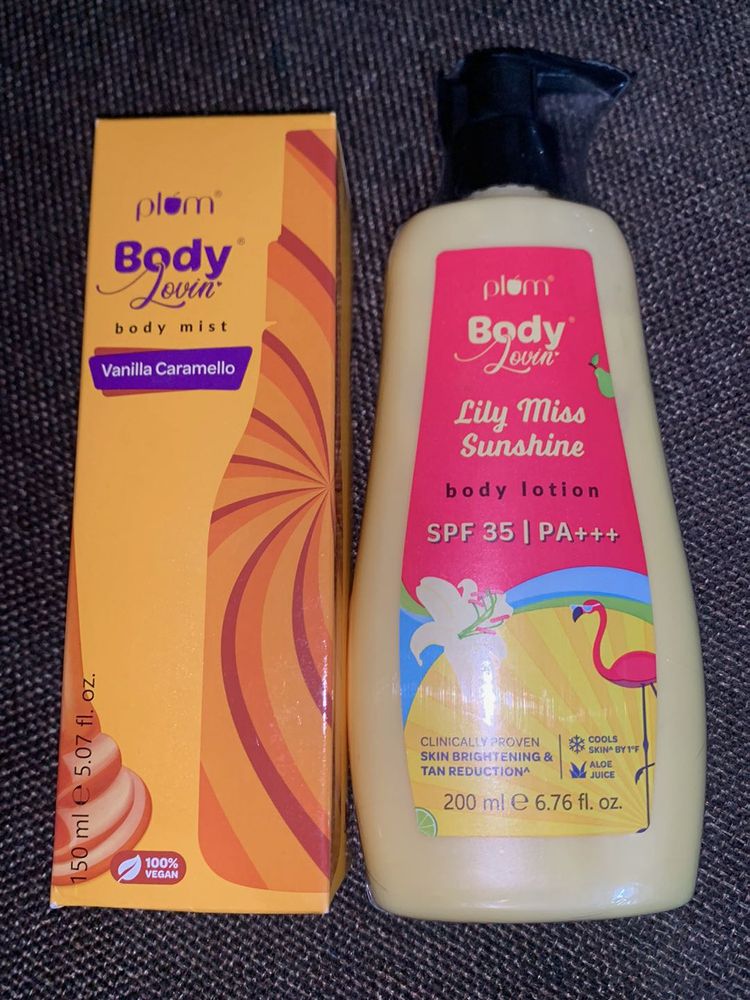 plum®
Body®
Lovin'
body mist
Vanilla Caramello
150 ml e 5.07 fl. oz.
100%
VEGAN
plum®
Body®
Lovin'
Lily Miss
Sunshine
body lotion
SPF 35 | PA+++
CLINICALLY PROVEN
SKIN BRIGHTENING &
TAN REDUCTION^
COOLS
SKIN^ BY 1°F
ALOE
JUICE
200 ml e 6.76 fl. oz.